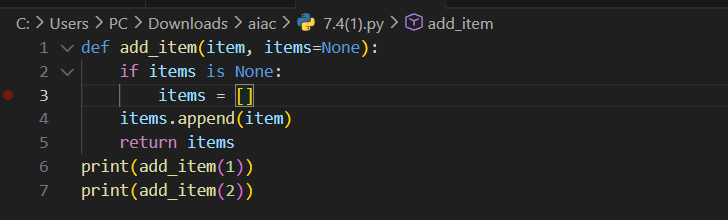 C: > Users > PC > Downloads > aiac > 7.4(1).py > add_item
1 def add_item(item, items=None):
2     if items is None:
3         items = []
4     items.append(item)
5     return items
6 print(add_item(1))
7 print(add_item(2))